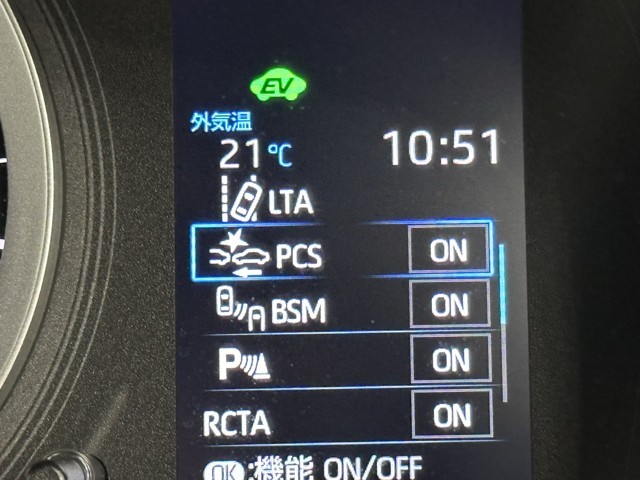 EV
外気温
21℃ 10:51
LTA
PCS ON
BSM ON
P ON
RCTA ON
OK:機能 ON/OFF